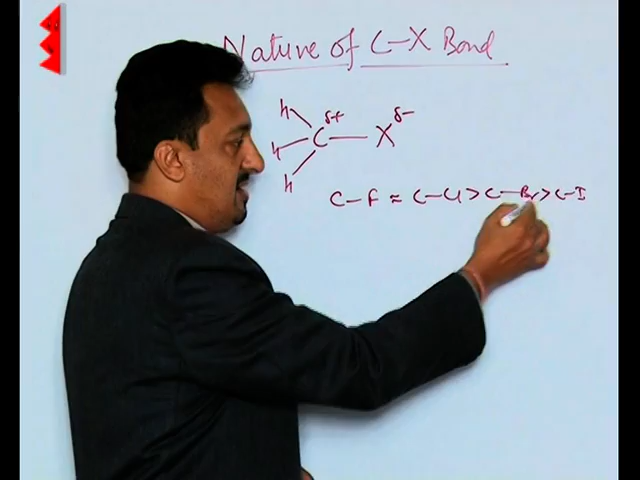 Nature of C-X Bond
H
δ+ δ-
H C — X
H
C-F ≈ C-Cl > C-Br > C-I